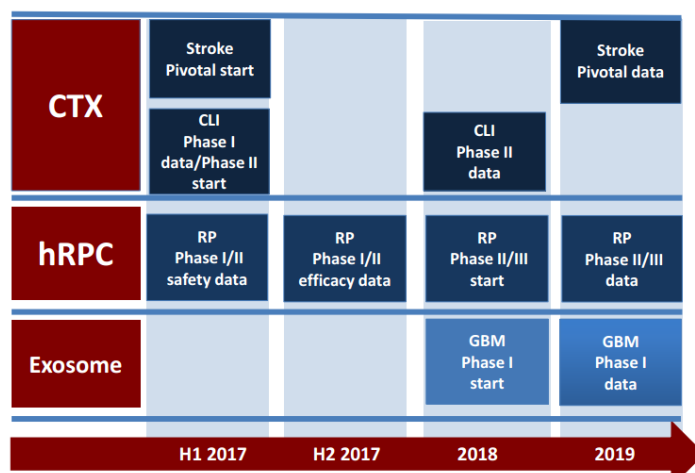 CTX
Stroke
Pivotal start
Stroke
Pivotal data
CLI
Phase I
data/Phase II
start
CLI
Phase II
data
hRPC
RP
Phase I/II
safety data
RP
Phase I/II
efficacy data
RP
Phase II/III
start
RP
Phase II/III
data
Exosome
GBM
Phase I
start
GBM
Phase I
data
H1 2017
H2 2017
2018
2019